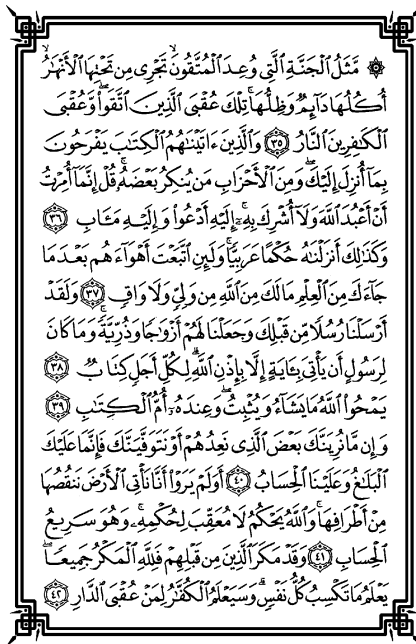 ۞ مَّثَلُ ٱلْجَنَّةِ ٱلَّتِى وُعِدَ ٱلْمُتَّقُونَ ۖ تَجْرِى مِن تَحْتِهَا ٱلْأَنْهَٰرُ ۖ
أُكُلُهَا دَآئِمٌ وَظِلُّهَا ۚ تِلْكَ عُقْبَى ٱلَّذِينَ ٱتَّقَوا۟ ۖ وَّعُقْبَى
ٱلْكَٰفِرِينَ ٱلنَّارُ ٣٥ وَٱلَّذِينَ ءَاتَيْنَٰهُمُ ٱلْكِتَٰبَ يَفْرَحُونَ
بِمَآ أُنزِلَ إِلَيْكَ ۖ وَمِنَ ٱلْأَحْزَابِ مَن يُنكِرُ بَعْضَهُۥ ۚ قُلْ إِنَّمَآ أُمِرْتُ
أَنْ أَعْبُدَ ٱللَّهَ وَلَآ أُشْرِكَ بِهِۦٓ ۚ إِلَيْهِ أَدْعُوا۟ وَإِلَيْهِ مَـَٔابِ ٣٦
وَكَذَٰلِكَ أَنزَلْنَٰهُ حُكْمًا عَرَبِيًّا ۚ وَلَئِنِ ٱتَّبَعْتَ أَهْوَآءَهُم بَعْدَمَا
جَآءَكَ مِنَ ٱلْعِلْمِ مَا لَكَ مِنَ ٱللَّهِ مِن وَلِىٍّ وَلَا وَاقٍ ٣٧ وَلَقَدْ
أَرْسَلْنَا رُسُلًا مِّن قَبْلِكَ وَجَعَلْنَا لَهُمْ أَزْوَٰجًا وَذُرِّيَّةً ۚ وَمَا كَانَ
لِرَسُولٍ أَن يَأْتِىَ بِـَٔايَةٍ إِلَّا بِإِذْنِ ٱللَّهِ ۗ لِكُلِّ أَجَلٍ كِتَابٌ ٣٨
يَمْحُوا۟ ٱللَّهُ مَا يَشَآءُ وَيُثْبِتُ ۖ وَعِندَهُۥٓ أُمُّ ٱلْكِتَٰبِ ٣٩
وَإِن مَّا نُرِيَنَّكَ بَعْضَ ٱلَّذِى نَعِدُهُمْ أَوْ نَتَوَفَّيَنَّكَ فَإِنَّمَا عَلَيْكَ
ٱلْبَلَٰغُ وَعَلَيْنَا ٱلْحِسَابُ ٤٠ أَوَلَمْ يَرَوْا۟ أَنَّا نَأْتِى ٱلْأَرْضَ نَنقُصُهَا
مِنْ أَطْرَافِهَا ۚ وَٱللَّهُ يَحْكُمُ لَا مُعَقِّبَ لِحُكْمِهِۦ ۚ وَهُوَ سَرِيعُ
ٱلْحِسَابِ ٤١ وَقَدْ مَكَرَ ٱلَّذِينَ مِن قَبْلِهِمْ فَلِلَّهِ ٱلْمَكْرُ جَمِيعًا ۖ
يَعْلَمُ مَا تَكْسِبُ كُلُّ نَفْسٍ ۗ وَسَيَعْلَمُ ٱلْكُفَّٰرُ لِمَنْ عُقْبَى ٱلدَّارِ ٤٢